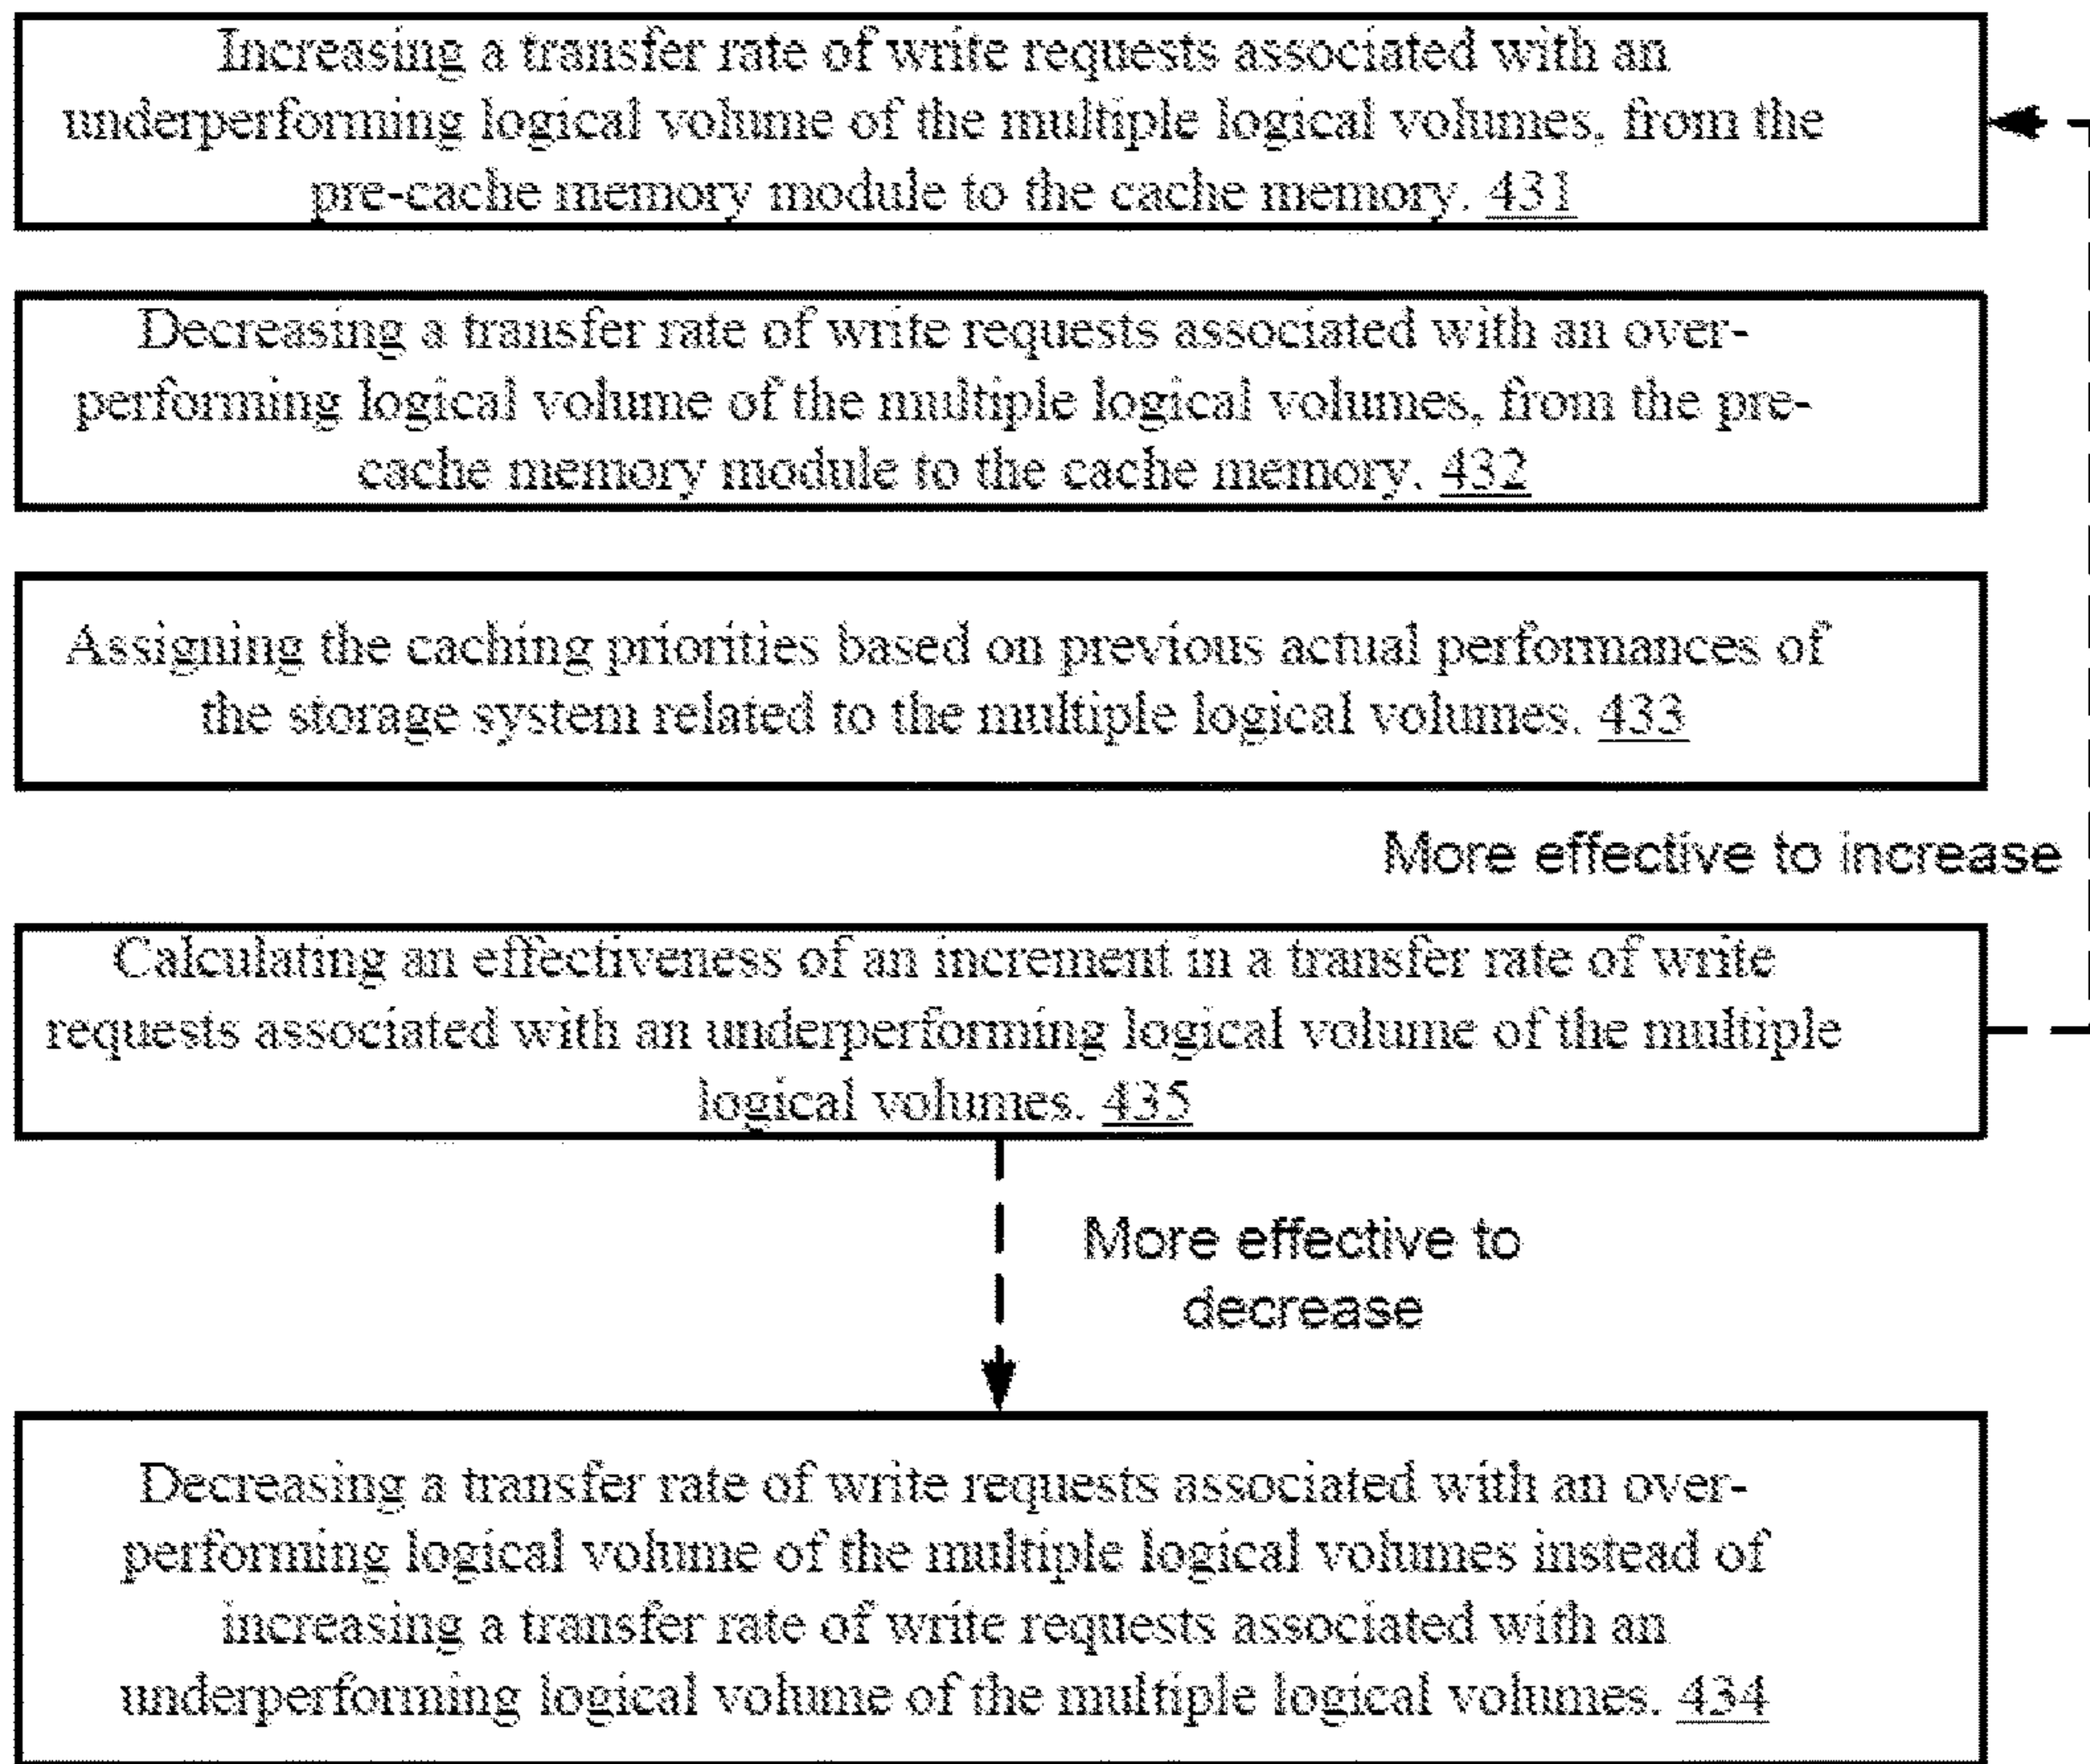 Increasing a transfer rate of write requests associated with an
underperforming logical volume of the multiple logical volumes, from the
pre-cache memory module to the cache memory. 431
Decreasing a transfer rate of write requests associated with an over-
performing logical volume of the multiple logical volumes, from the pre-
cache memory module to the cache memory. 432
Assigning the caching priorities based on previous actual performances of
the storage system related to the multiple logical volumes. 433
More effective to increase
Calculating an effectiveness of an increment in a transfer rate of write
requests associated with an underperforming logical volume of the multiple
logical volumes. 435
More effective to
decrease
Decreasing a transfer rate of write requests associated with an over-
performing logical volume of the multiple logical volumes instead of
increasing a transfer rate of write requests associated with an
underperforming logical volume of the multiple logical volumes. 434